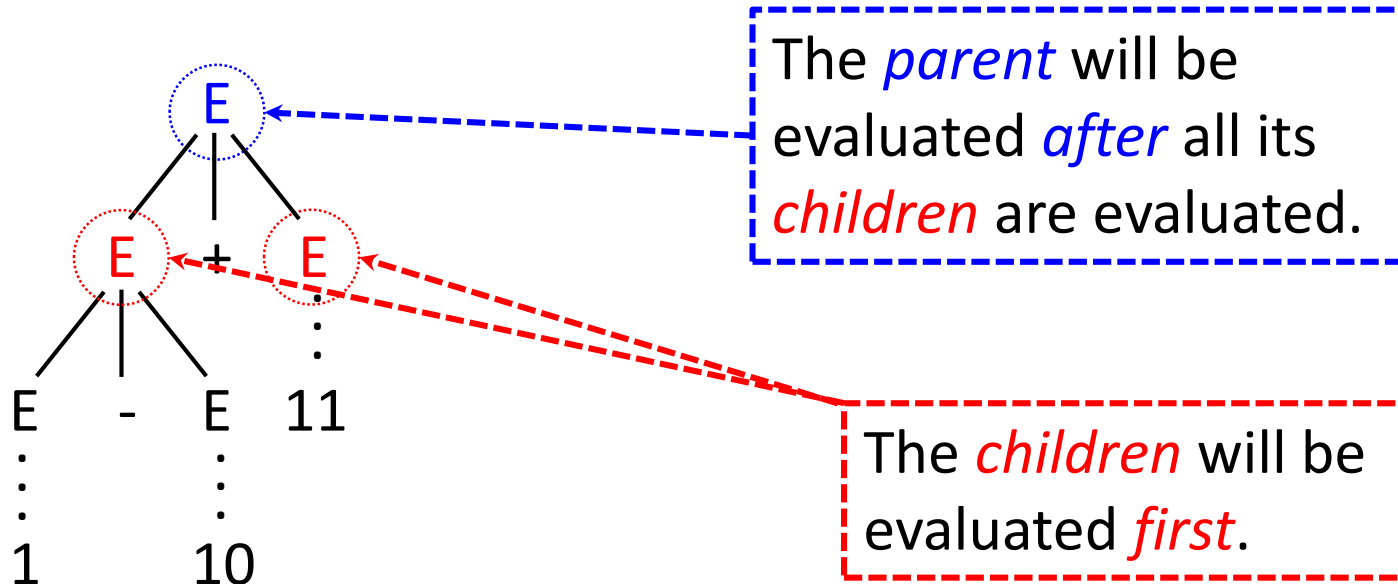 E
E + E
E - E 11
1 10
The parent will be
evaluated after all its
children are evaluated.
The children will be
evaluated first.